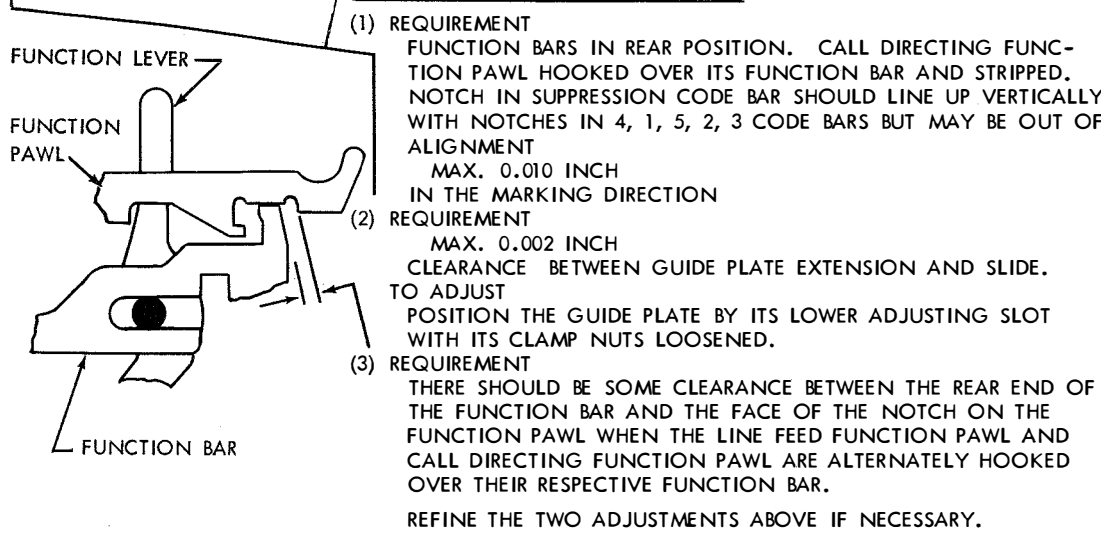 FUNCTION LEVER
FUNCTION
PAWL
FUNCTION BAR
(1) REQUIREMENT
FUNCTION BARS IN REAR POSITION. CALL DIRECTING FUNC-
TION PAWL HOOKED OVER ITS FUNCTION BAR AND STRIPPED.
NOTCH IN SUPPRESSION CODE BAR SHOULD LINE UP VERTICALLY
WITH NOTCHES IN 4, 1, 5, 2, 3 CODE BARS BUT MAY BE OUT OF
ALIGNMENT
MAX. 0.010 INCH
IN THE MARKING DIRECTION
(2) REQUIREMENT
MAX. 0.002 INCH
CLEARANCE BETWEEN GUIDE PLATE EXTENSION AND SLIDE.
TO ADJUST
POSITION THE GUIDE PLATE BY ITS LOWER ADJUSTING SLOT
WITH ITS CLAMP NUTS LOOSENED.
(3) REQUIREMENT
THERE SHOULD BE SOME CLEARANCE BETWEEN THE REAR END OF
THE FUNCTION BAR AND THE FACE OF THE NOTCH ON THE
FUNCTION PAWL WHEN THE LINE FEED FUNCTION PAWL AND
CALL DIRECTING FUNCTION PAWL ARE ALTERNATELY HOOKED
OVER THEIR RESPECTIVE FUNCTION BAR.
REFINE THE TWO ADJUSTMENTS ABOVE IF NECESSARY.